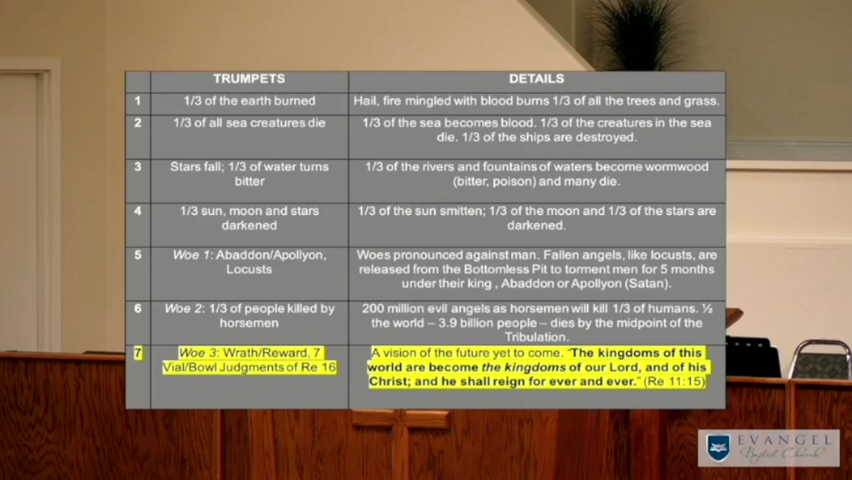 TRUMPETS DETAILS
1 1/3 of the earth burned Hail, fire mingled with blood burns 1/3 of all the trees and grass.
2 1/3 of all sea creatures die 1/3 of the sea becomes blood. 1/3 of the creatures in the sea
die. 1/3 of the ships are destroyed.
3 Stars fall; 1/3 of water turns
bitter
1/3 of the rivers and fountains of waters become wormwood
(bitter, poison) and many die.
4 1/3 sun, moon and stars
darkened
1/3 of the sun smitten; 1/3 of the moon and 1/3 of the stars are
darkened.
5 Woe 1: Abaddon/Apollyon,
Locusts
Woes pronounced against man. Fallen angels, like locusts, are
released from the Bottomless Pit to torment men for 5 months
under their king , Abaddon or Apollyon (Satan).
6 Woe 2: 1/3 of people killed by
horsemen
200 million evil angels as horsemen will kill 1/3 of humans. ½
the world – 3.9 billion people – dies by the midpoint of the
Tribulation.
7 Woe 3: Wrath/Reward, 7
Vial/Bowl Judgments of Re 16
A vision of the future yet to come. "The kingdoms of this
world are become the kingdoms of our Lord, and of his
Christ; and he shall reign for ever and ever." (Re 11:15)
EVANGEL
Baptist Church